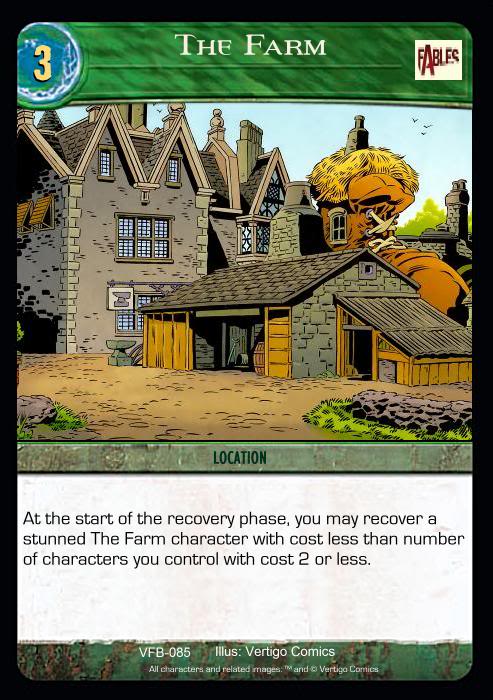 3
The Farm
FABLES
LOCATION
At the start of the recovery phase, you may recover a
stunned The Farm character with cost less than number
of characters you control with cost 2 or less.
VFB-085 Illus: Vertigo Comics
All characters and related images: ™ and © Vertigo Comics